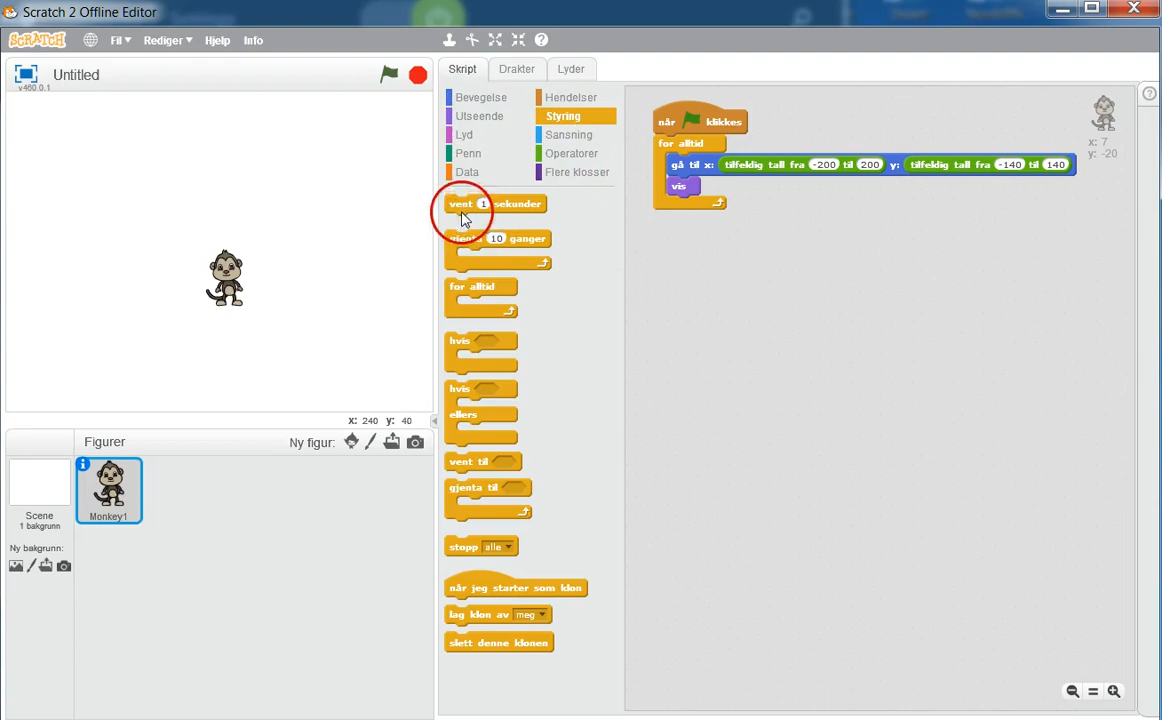 Scratch 2 Offline Editor
SCRATCH
Fil
Rediger
Hjelp
Info
Untitled
v460.0.1
Skript
Drakter
Lyder
Bevegelse
Hendelser
Utseende
Styring
Lyd
Sansning
Penn
Operatorer
Data
Flere klosser
vent 1 sekunder
gjenta 10 ganger
for alltid
hvis
hvis
ellers
vent til
gjenta til
stopp alle
når jeg starter som klon
lag klon av meg
slett denne klonen
når klikkes
for alltid
gå til x: tilfeldig tall fra -200 til 200 y: tilfeldig tall fra -140 til 140
vis
x: 7
y: -20
x: 240 y: 40
Figurer
Ny figur:
Monkey1
Scene
1 bakgrunn
Ny bakgrunn: